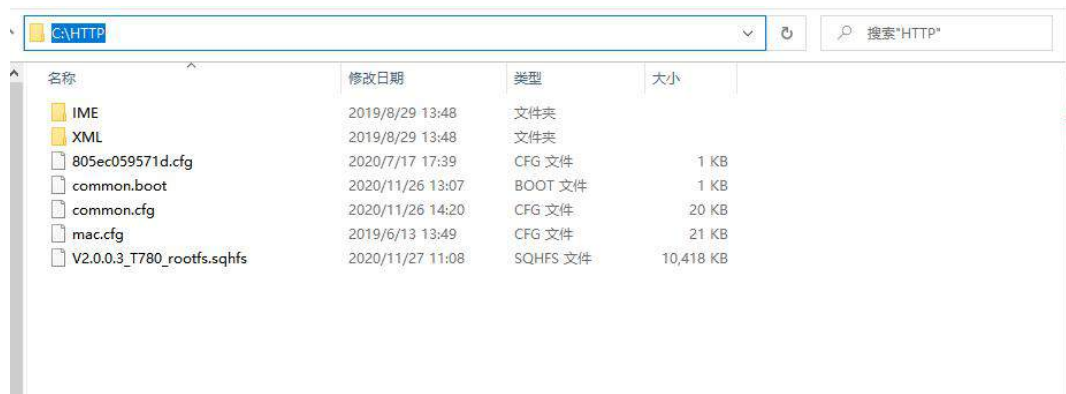 C:\HTTP 搜索"HTTP"
名称 修改日期 类型 大小
IME 2019/8/29 13:48 文件夹
XML 2019/8/29 13:48 文件夹
805ec059571d.cfg 2020/7/17 17:39 CFG 文件 1 KB
common.boot 2020/11/26 13:07 BOOT 文件 1 KB
common.cfg 2020/11/26 14:20 CFG 文件 20 KB
mac.cfg 2019/6/13 13:49 CFG 文件 21 KB
V2.0.0.3_T780_rootfs.sqhfs 2020/11/27 11:08 SQHFS 文件 10,418 KB